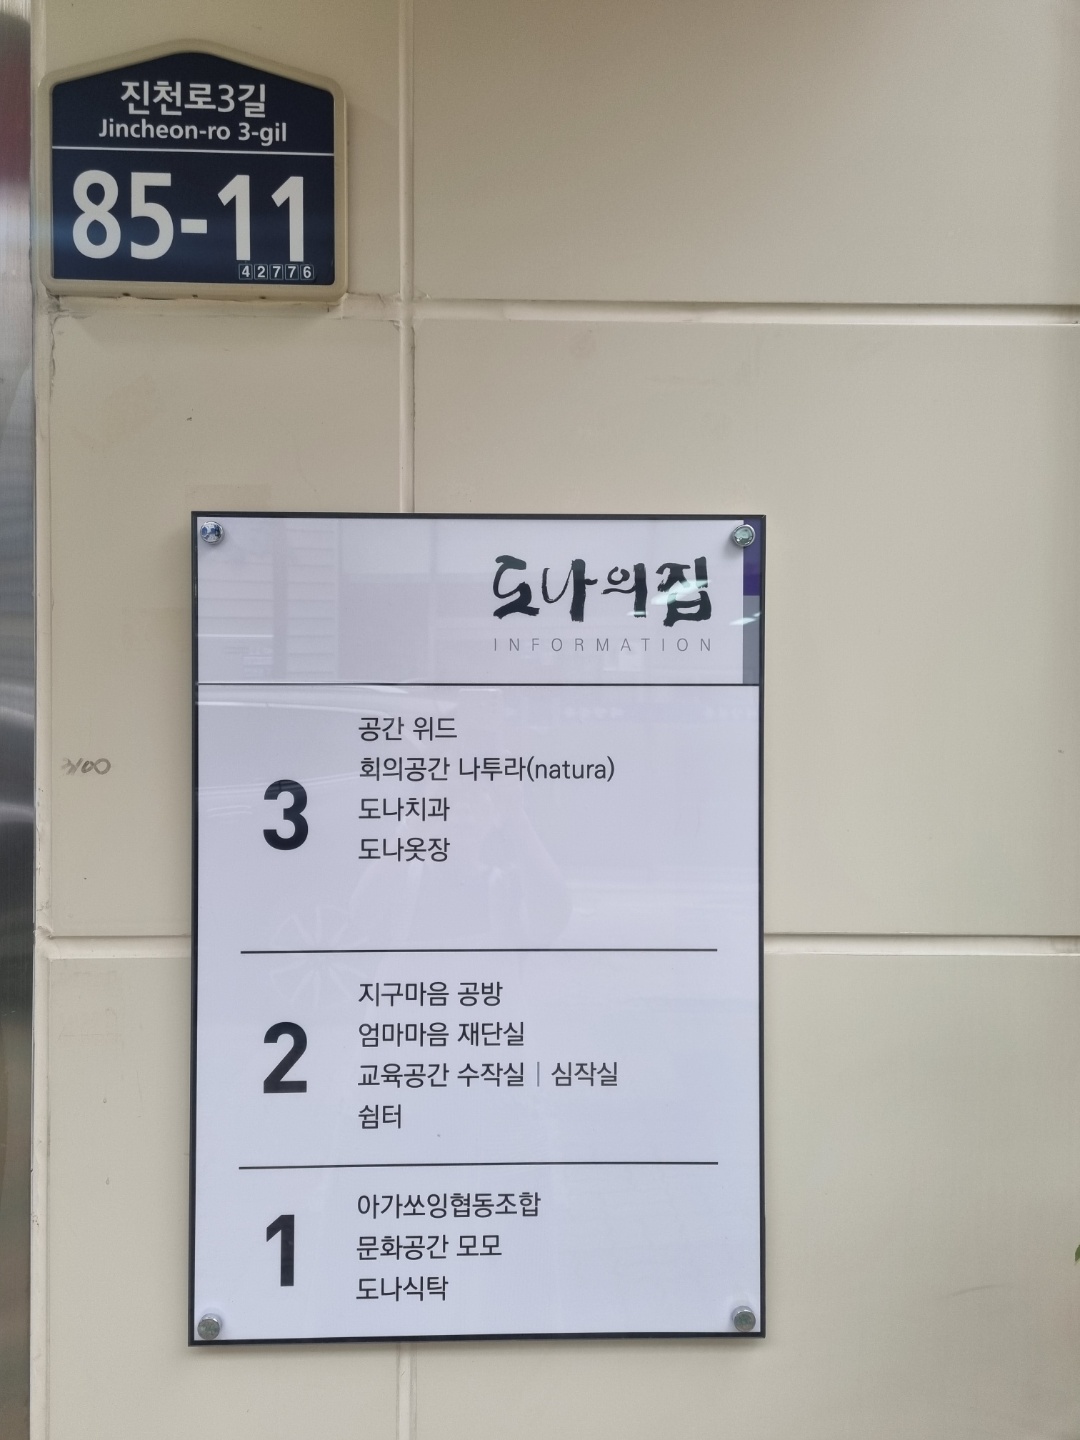 진천로3길
Jincheon-ro 3-gil
85-11
42776
도나의집
INFORMATION
3
공간 위드
회의공간 나투라(natura)
도나치과
도나옷장
3100
2
지구마음 공방
엄마마음 재단실
교육공간 수작실│심작실
쉼터
1
아가쏘잉협동조합
문화공간 모모
도나식탁